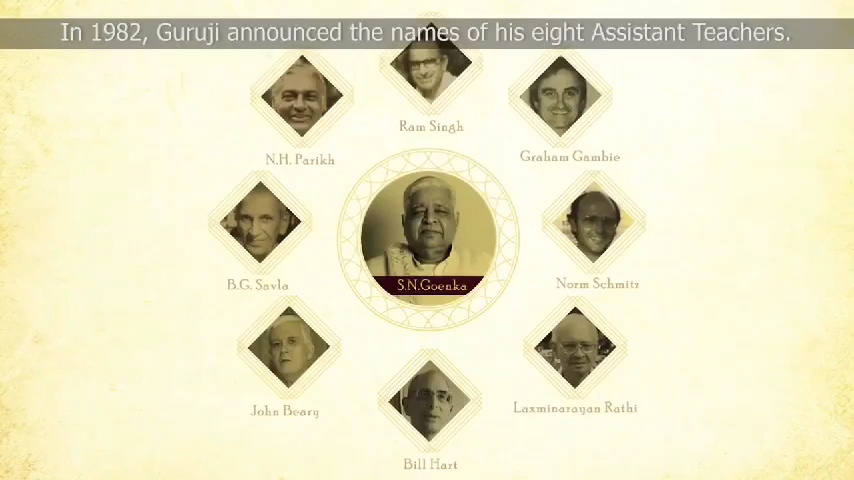 In 1982, Guruji announced the names of his eight Assistant Teachers.
Ram Singh
N.H. Parikh
Graham Gambie
B.G. Savla
S.N.Goenka
Norm Schmitz
John Beary
Laxminarayan Rathi
Bill Hart